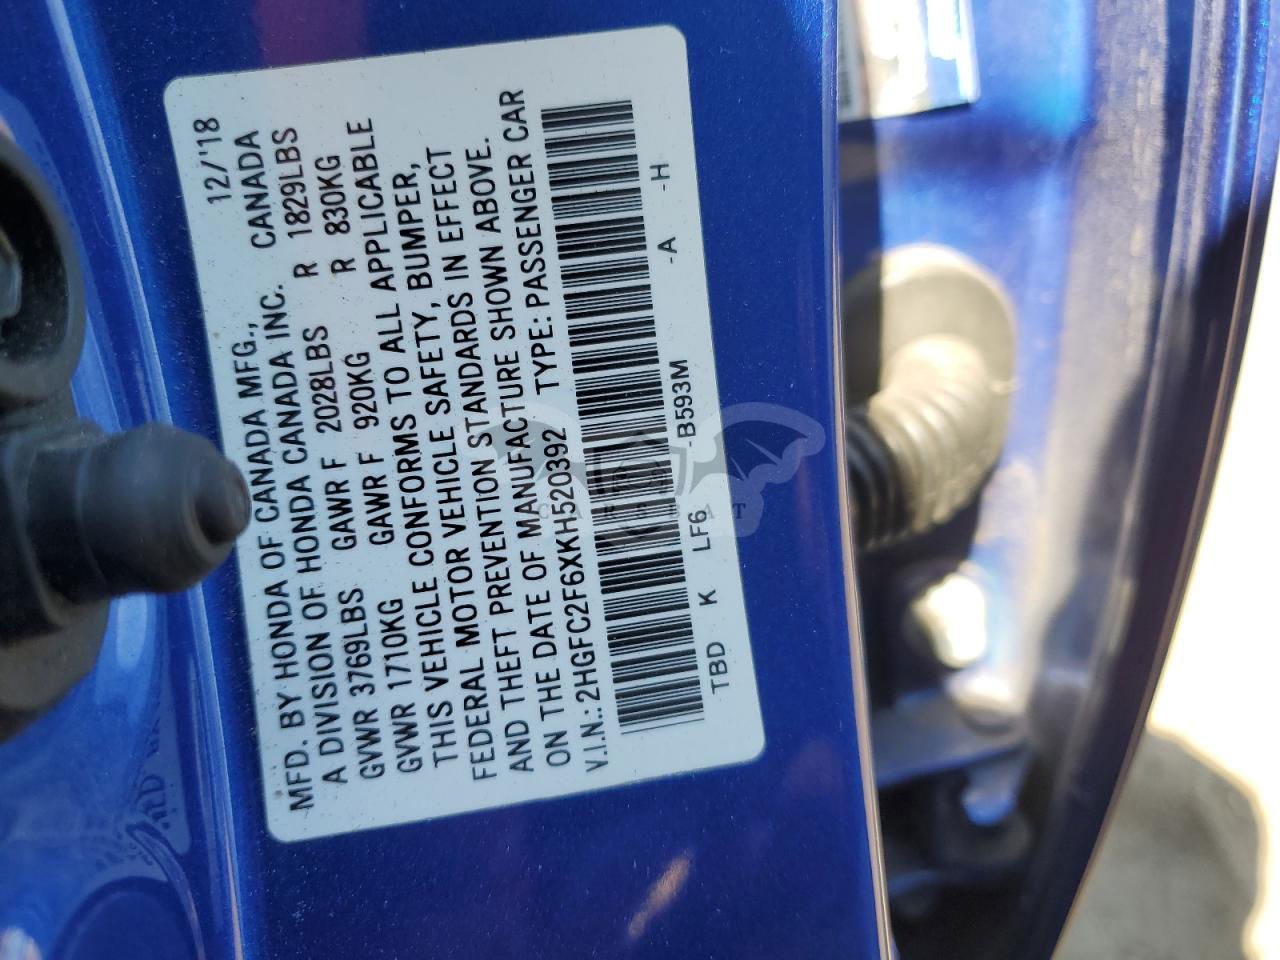 MFD. BY HONDA OF CANADA MFG., 12/'18
A DIVISION OF HONDA CANADA INC. CANADA
GVWR 3769LBS GAWR F 2028LBS R 1829LBS
GVWR 1710KG GAWR F 920KG R 830KG
THIS VEHICLE CONFORMS TO ALL APPLICABLE
FEDERAL MOTOR VEHICLE SAFETY, BUMPER,
AND THEFT PREVENTION STANDARDS IN EFFECT
ON THE DATE OF MANUFACTURE SHOWN ABOVE.
V.I.N.: 2HGFC2F6XKH520392 TYPE: PASSENGER CAR
TBD K LF6 -B593M -A -H
CARSBAT